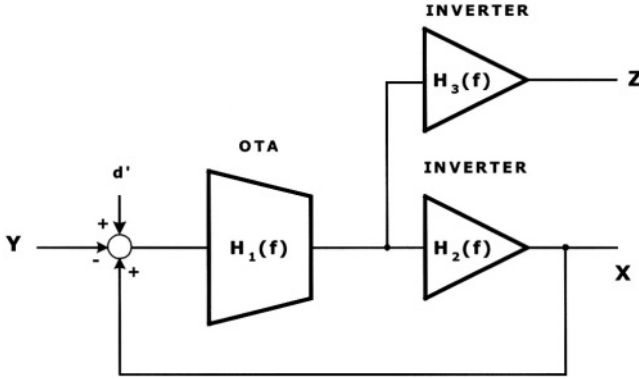 INVERTER
H3(f)
Z
OTA
INVERTER
d'
+
Y
-
+
H1(f)
H2(f)
X